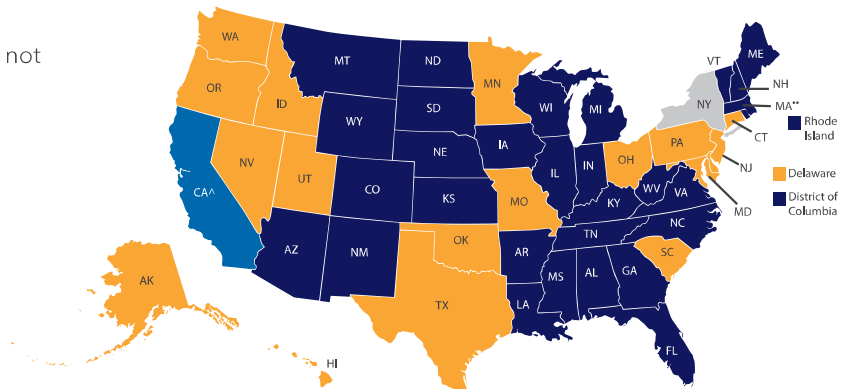 not
WA
OR
ID
MT
ND
MN
SD
WY
NV
UT
CA^
CO
NE
KS
IA
WI
MI
IL
IN
OH
MO
KY
WV
VA
PA
NY
VT
ME
NH
MA**
Rhode
Island
CT
NJ
Delaware
MD
District of
Columbia
NC
TN
SC
AZ
NM
OK
AR
TX
LA
MS
AL
GA
FL
AK
HI